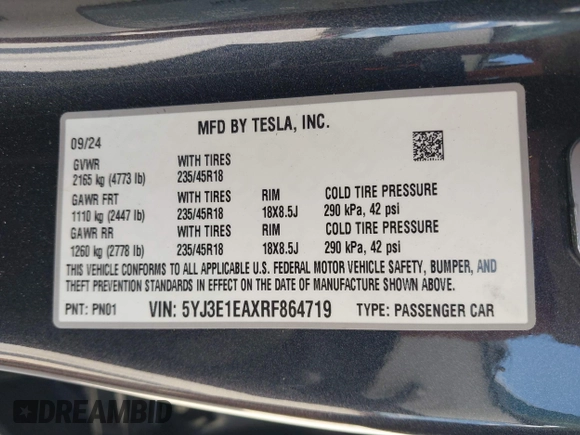 MFD BY TESLA, INC.
09/24
GVWR WITH TIRES
2165 kg (4773 lb) 235/45R18
GAWR FRT WITH TIRES RIM COLD TIRE PRESSURE
1110 kg (2447 lb) 235/45R18 18X8.5J 290 kPa, 42 psi
GAWR RR WITH TIRES RIM COLD TIRE PRESSURE
1260 kg (2778 lb) 235/45R18 18X8.5J 290 kPa, 42 psi
THIS VEHICLE CONFORMS TO ALL APPLICABLE U.S. FEDERAL MOTOR VEHICLE SAFETY, BUMPER, AND
THEFT PREVENTION STANDARDS IN EFFECT ON THE DATE OF MANUFACTURE SHOWN ABOVE.
PNT: PN01 VIN: 5YJ3E1EAXRF864719 TYPE: PASSENGER CAR
DREAMBID